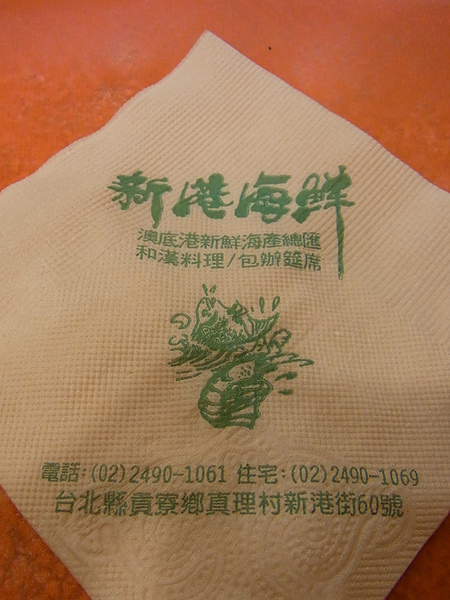 新港海鮮
澳底港新鮮海產總匯
和漢料理/包辦筵席
電話:(02)2490-1061 住宅:(02)2490-1069
台北縣貢寮鄉真理村新港街60號